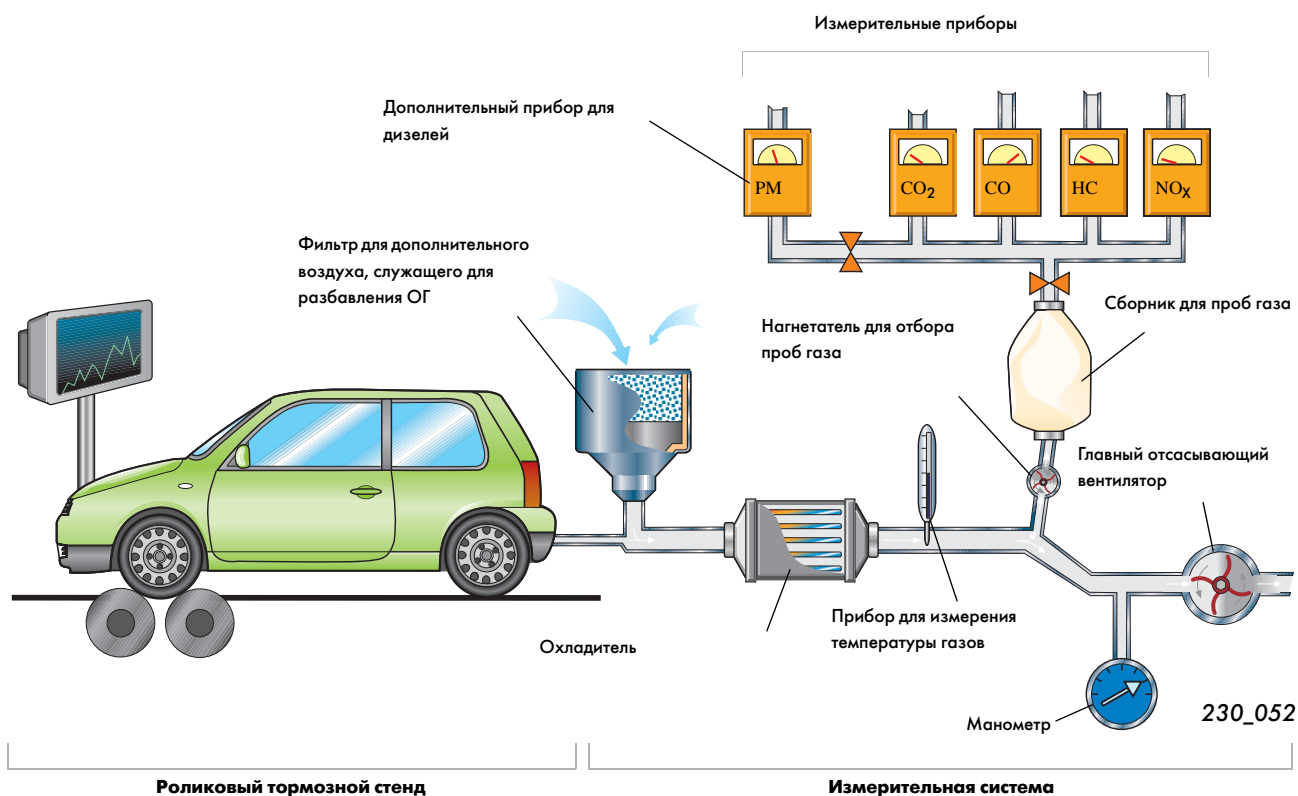 Измерительные приборы
Дополнительный прибор для
дизелей
PM
CO2
CO
HC
NOX
Фильтр для дополнительного
воздуха, служащего для
разбавления ОГ
Нагнетатель для отбора
проб газа
Сборник для проб газа
Главный отсасывающий
вентилятор
Охладитель
Прибор для измерения
температуры газов
Манометр
230_052
Роликовый тормозной стенд
Измерительная система